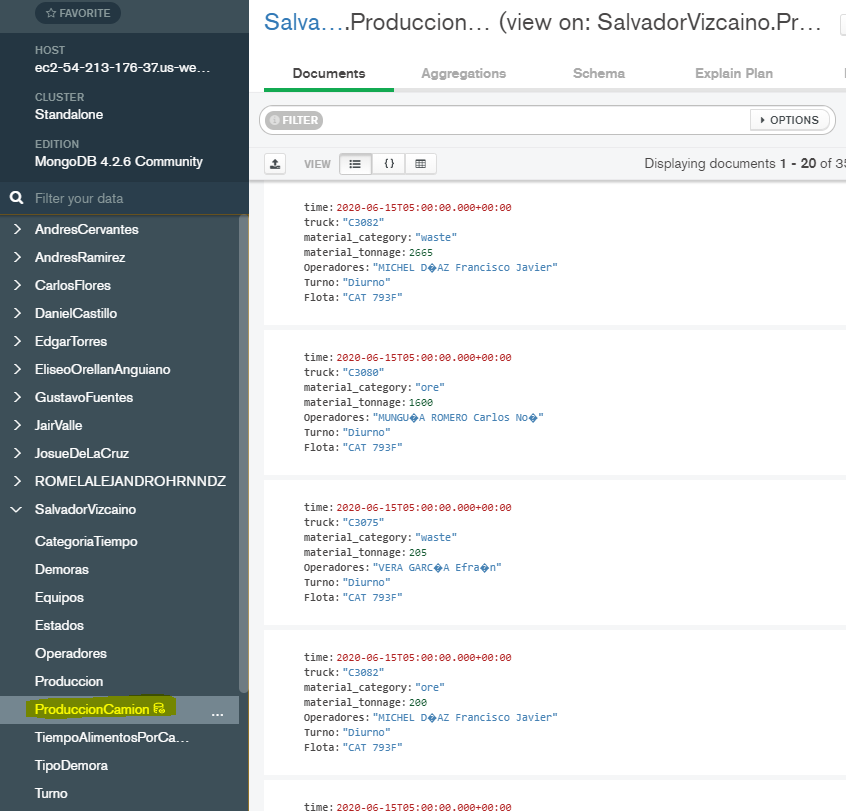 FAVORITE
HOST
ec2-54-213-176-37.us-we...
CLUSTER
Standalone
EDITION
MongoDB 4.2.6 Community
Filter your data
AndresCervantes
AndresRamirez
CarlosFlores
DanielCastillo
EdgarTorres
EliseoOrellanAnguiano
GustavoFuentes
JairValle
JosueDeLaCruz
ROMELALEJANDROHRNNDZ
SalvadorVizcaino
CategoriaTiempo
Demoras
Equipos
Estados
Operadores
Produccion
ProduccionCamion ...
TiempoAlimentosPorCa...
TipoDemora
Turno
Salva....Produccion... (view on: SalvadorVizcaino.Pr...
Documents Aggregations Schema Explain Plan
FILTER OPTIONS
VIEW {} Displaying documents 1 - 20 of 35
time: 2020-06-15T05:00:00.000+00:00
truck: "C3082"
material_category: "waste"
material_tonnage: 2665
Operadores: "MICHEL D�AZ Francisco Javier"
Turno: "Diurno"
Flota: "CAT 793F"
time: 2020-06-15T05:00:00.000+00:00
truck: "C3080"
material_category: "ore"
material_tonnage: 1600
Operadores: "MUNGU�A ROMERO Carlos No�"
Turno: "Diurno"
Flota: "CAT 793F"
time: 2020-06-15T05:00:00.000+00:00
truck: "C3075"
material_category: "waste"
material_tonnage: 205
Operadores: "VERA GARC�A Efra�n"
Turno: "Diurno"
Flota: "CAT 793F"
time: 2020-06-15T05:00:00.000+00:00
truck: "C3082"
material_category: "ore"
material_tonnage: 200
Operadores: "MICHEL D�AZ Francisco Javier"
Turno: "Diurno"
Flota: "CAT 793F"
time: 2020-06-15T05:00:00.000+00:00